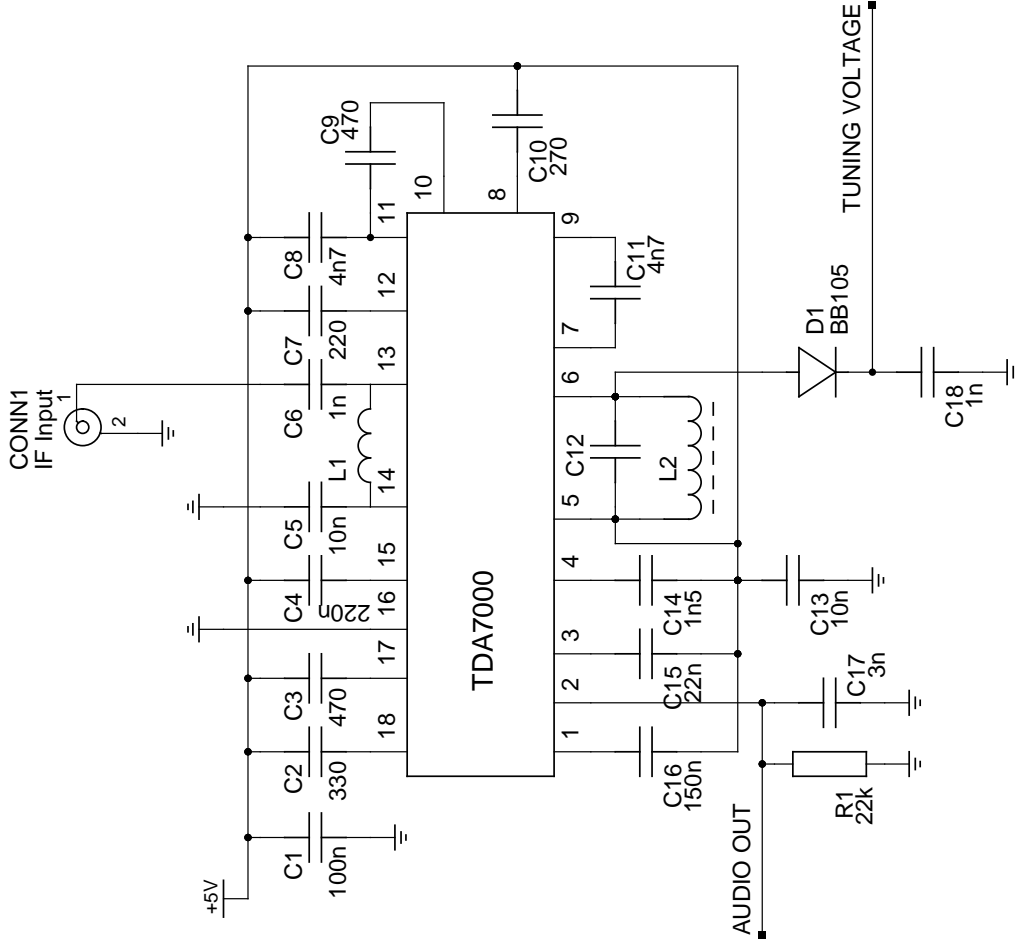 CONN1
IF Input
1
2
+5V
C1
100n
C2
330
C3
470
C4
220n
C5
10n
C6
1n
C7
220
C8
4n7
C9
470
L1
18
17
16
15
14
13
12
11
10
TDA7000
8
C10
270
1
2
3
4
5
6
7
9
C16
150n
C15
22n
C14
1n5
C12
L2
C11
4n7
C13
10n
D1
BB105
TUNING VOLTAGE
C18
1n
AUDIO OUT
R1
22k
C17
3n